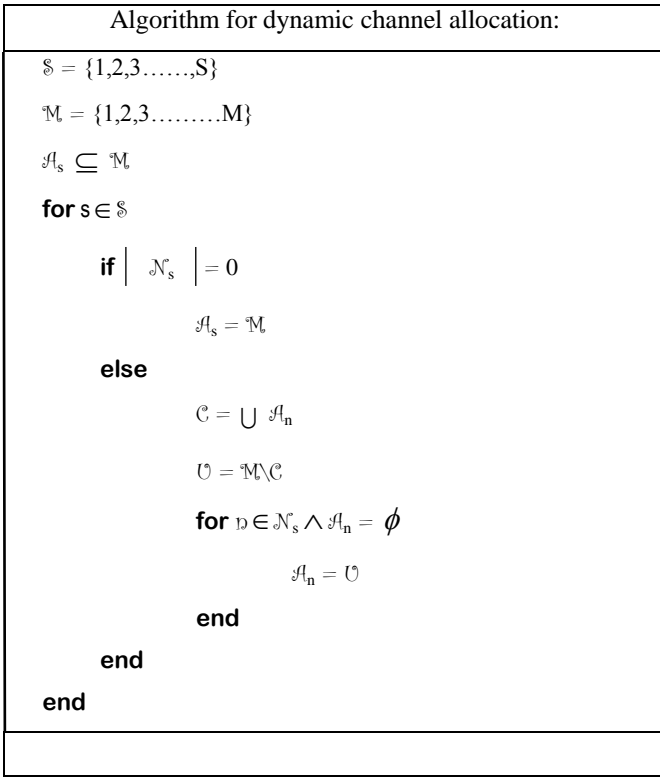 Algorithm for dynamic channel allocation:
𝒮 = {1,2,3……,S}
ℳ = {1,2,3………M}
𝒜ₛ ⊆ ℳ
for s ∈ 𝒮
if | 𝒩ₛ | = 0
𝒜ₛ = ℳ
else
𝒞 = ∪ 𝒜ₙ
𝒰 = ℳ\𝒞
for n ∈ 𝒩ₛ ∧ 𝒜ₙ = ϕ
𝒜ₙ = 𝒰
end
end
end